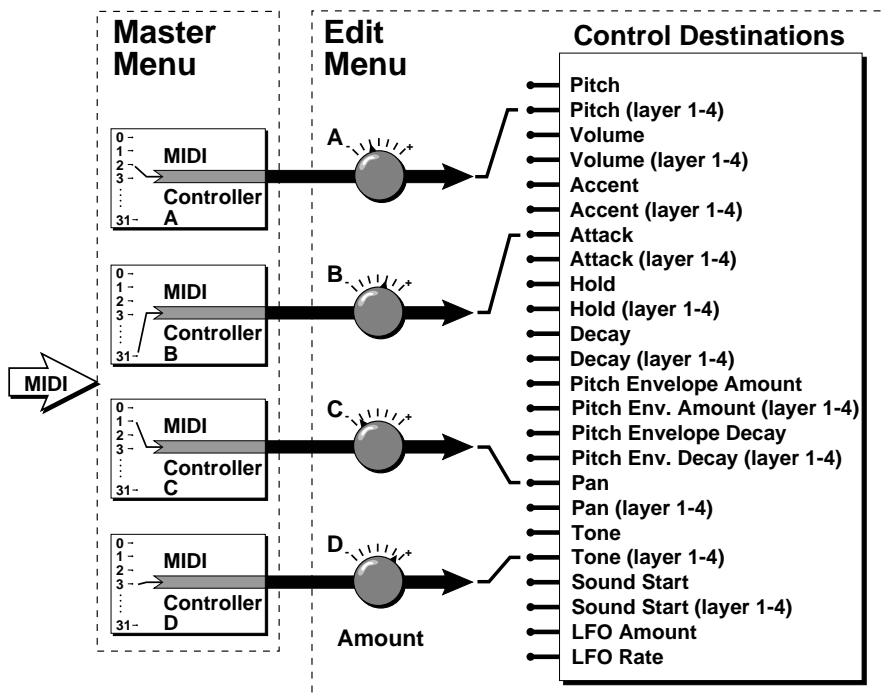 Master
Menu
Edit
Menu
Control Destinations
MIDI
0
1
2
3
31
MIDI
Controller
A
A
- +
0
1
2
3
31
MIDI
Controller
B
B
- +
0
1
2
3
31
MIDI
Controller
C
C
- +
0
1
2
3
31
MIDI
Controller
D
D
- +
Amount
Pitch
Pitch (layer 1-4)
Volume
Volume (layer 1-4)
Accent
Accent (layer 1-4)
Attack
Attack (layer 1-4)
Hold
Hold (layer 1-4)
Decay
Decay (layer 1-4)
Pitch Envelope Amount
Pitch Env. Amount (layer 1-4)
Pitch Envelope Decay
Pitch Env. Decay (layer 1-4)
Pan
Pan (layer 1-4)
Tone
Tone (layer 1-4)
Sound Start
Sound Start (layer 1-4)
LFO Amount
LFO Rate